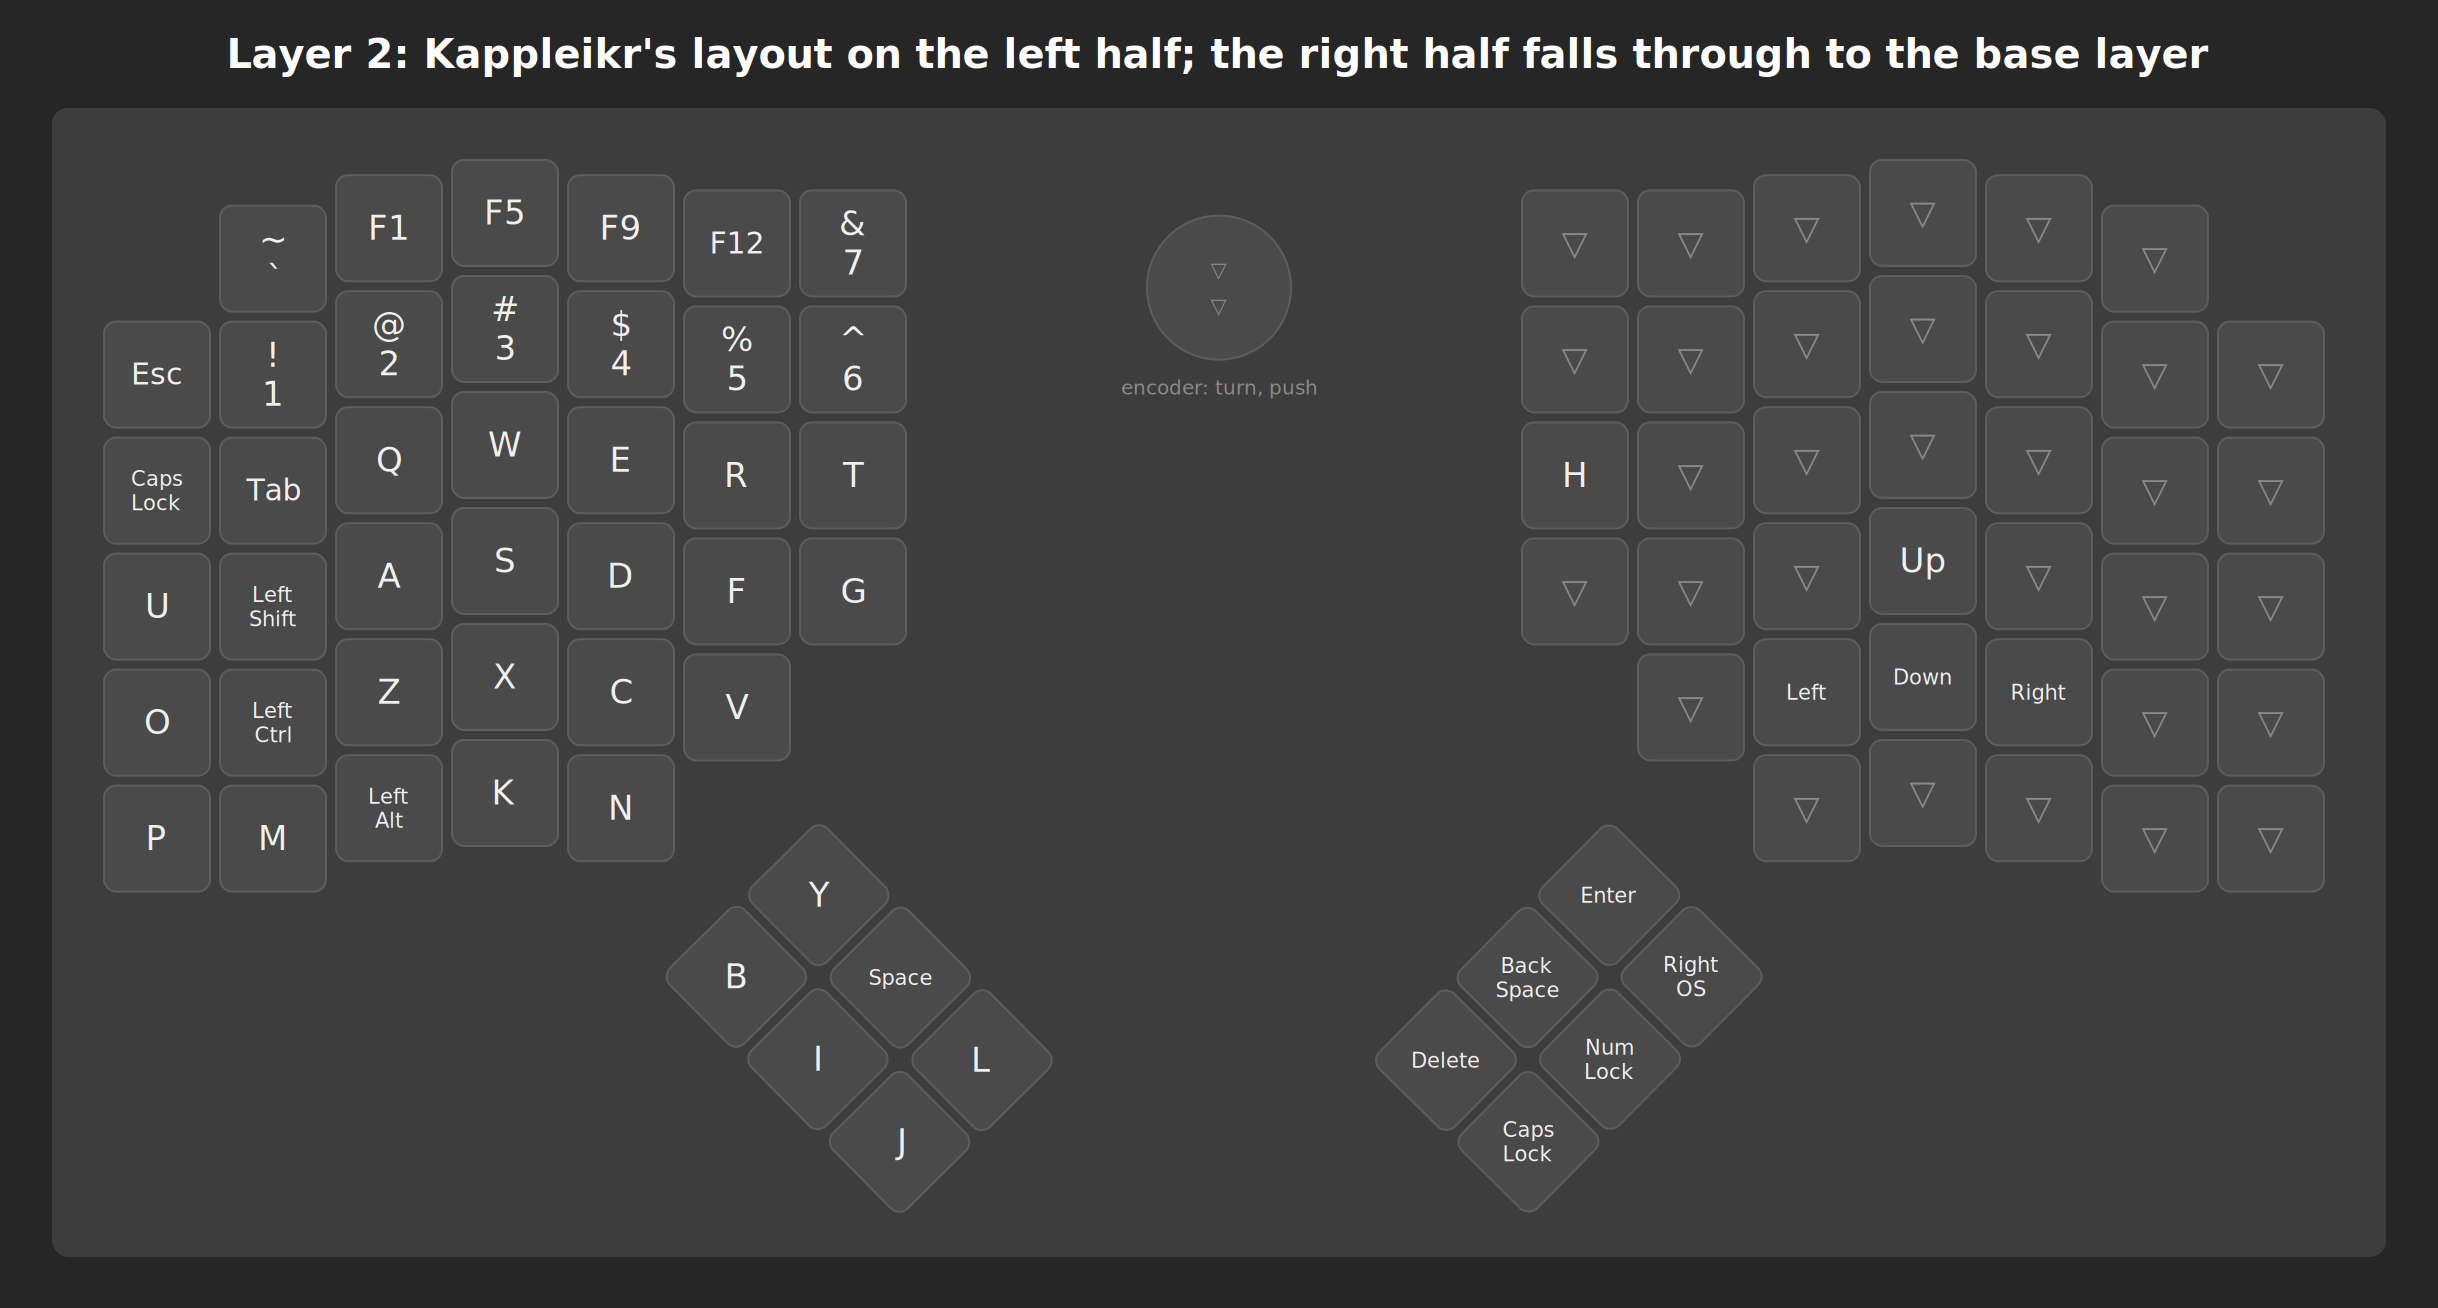 Layer 2: Kappleikr's layout on the left half; the right half falls through to the base layer
~
`
F1
F5
F9
F12
&
7
▽
▽
▽
▽
▽
▽
▽
▽
Esc
!
1
@
2
#
3
$
4
%
5
^
6
encoder: turn, push
▽
▽
▽
▽
▽
▽
▽
Caps
Lock
Tab
Q
W
E
R
T
H
▽
▽
▽
▽
▽
▽
U
Left
Shift
A
S
D
F
G
▽
▽
▽
Up
▽
▽
▽
O
Left
Ctrl
Z
X
C
V
▽
Left
Down
Right
▽
▽
P
M
Left
Alt
K
N
▽
▽
▽
▽
▽
Y
B
Space
I
L
J
Enter
Back
Space
Right
OS
Delete
Num
Lock
Caps
Lock